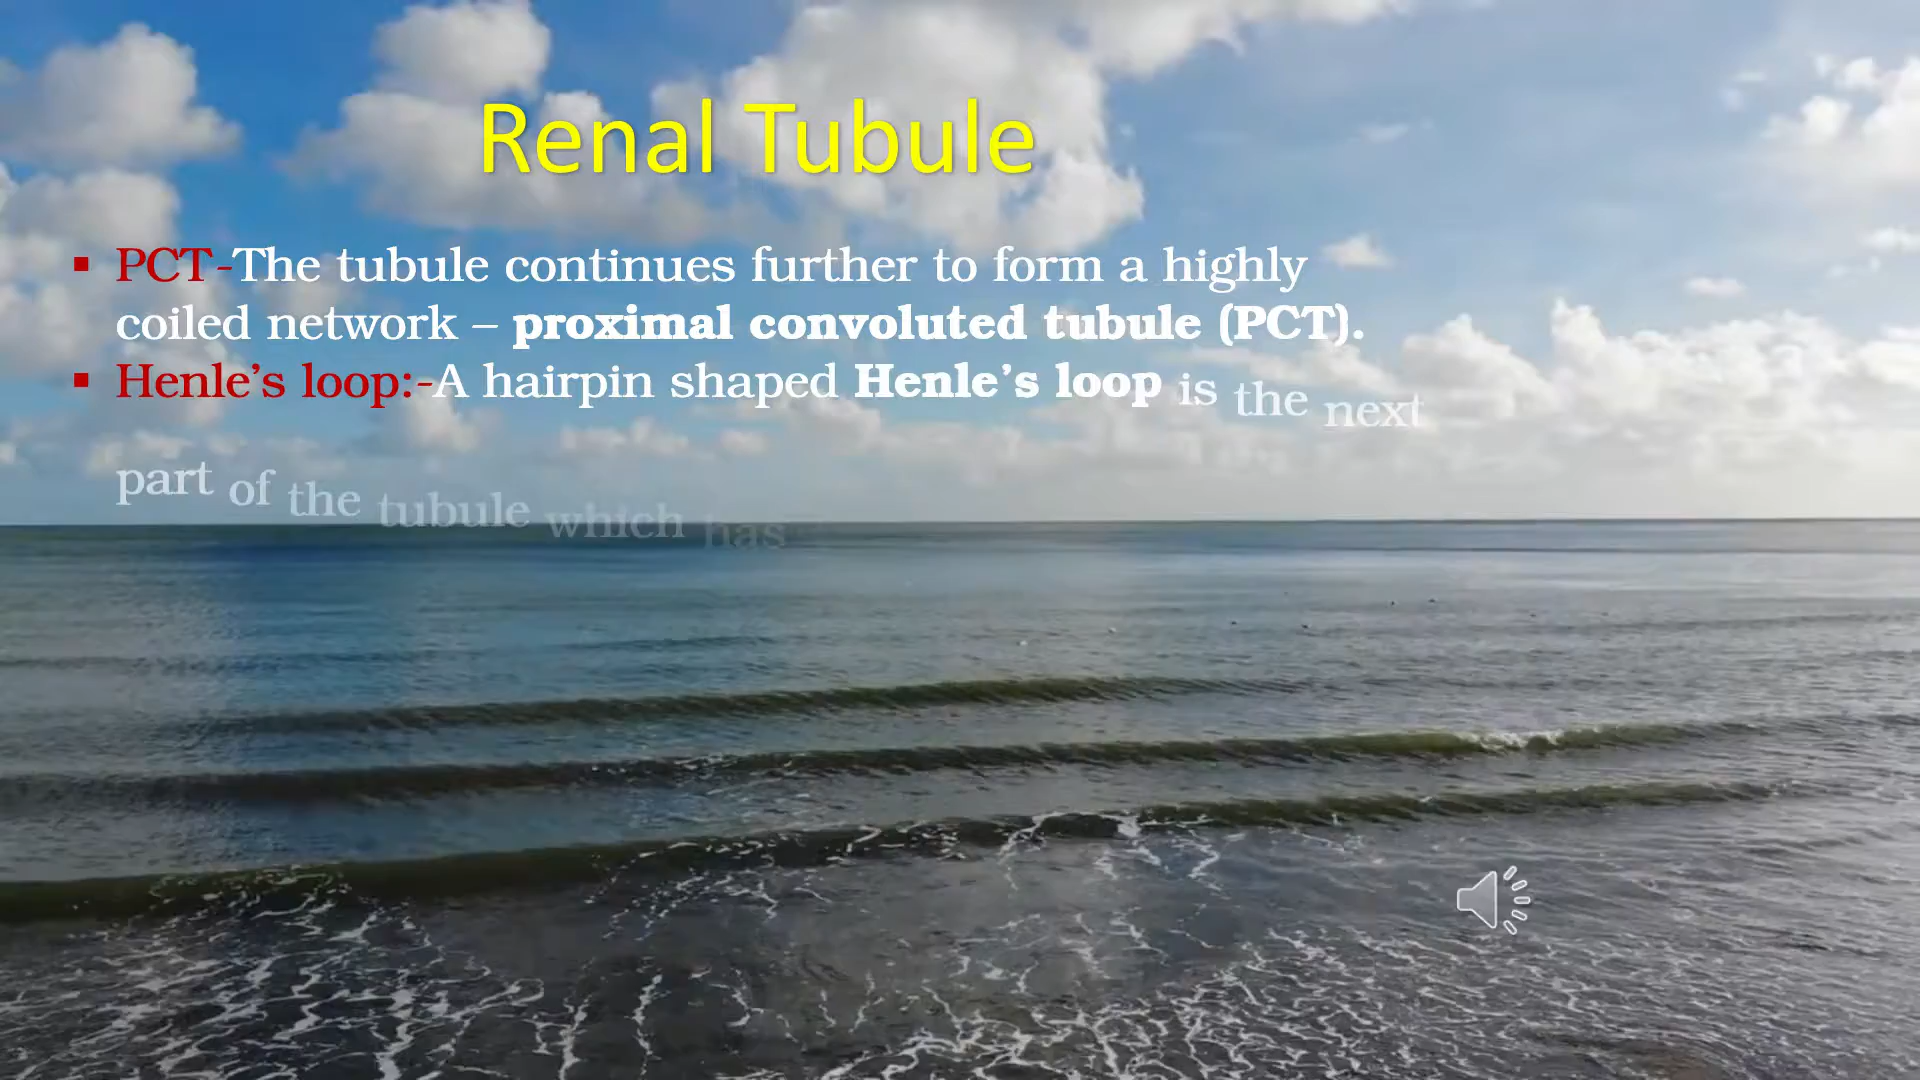 Renal Tubule
▪ PCT-The tubule continues further to form a highly
coiled network – proximal convoluted tubule (PCT).
▪ Henle's loop:-A hairpin shaped Henle's loop is the next
part of the tubule which has